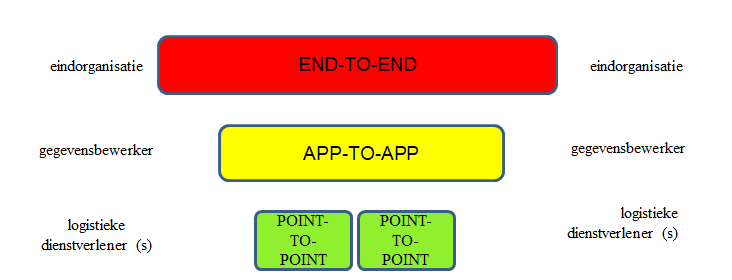 eindorganisatie END-TO-END eindorganisatie
gegevensbewerker APP-TO-APP gegevensbewerker
logistieke
dienstverlener (s)
POINT-
TO-
POINT
POINT-
TO-
POINT
logistieke
dienstverlener (s)